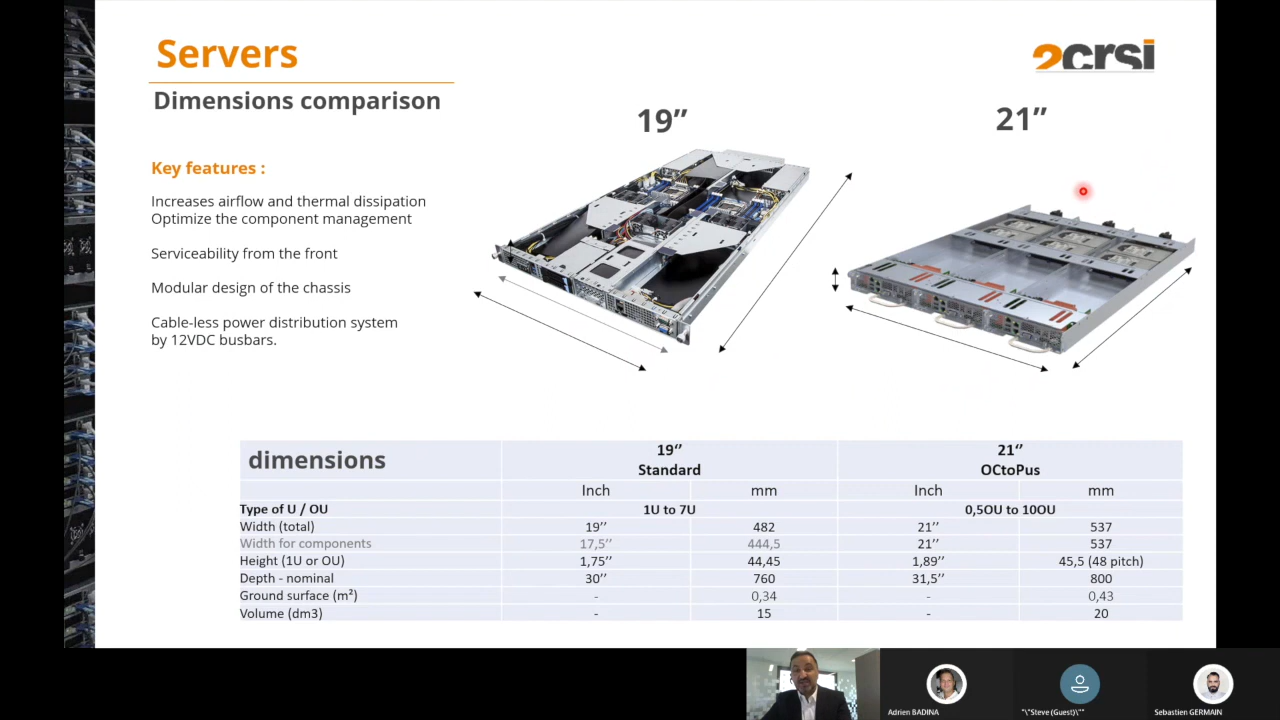 Servers
2crsi
Dimensions comparison
19’’
21’’
Key features :
Increases airflow and thermal dissipation
Optimize the component management
Serviceability from the front
Modular design of the chassis
Cable-less power distribution system
by 12VDC busbars.
dimensions
19’’
Standard
21’’
OCtoPus
Inch mm Inch mm
Type of U / OU 1U to 7U 0,5OU to 10OU
Width (total) 19’’ 482 21’’ 537
Width for components 17,5’’ 444,5 21’’ 537
Height (1U or OU) 1,75’’ 44,45 1,89’’ 45,5 (48 pitch)
Depth - nominal 30’’ 760 31,5’’ 800
Ground surface (m²) - 0,34 - 0,43
Volume (dm3) - 15 - 20
Adrien BADINA
"\"Steve (Guest)\""
Sebastien GERMAIN